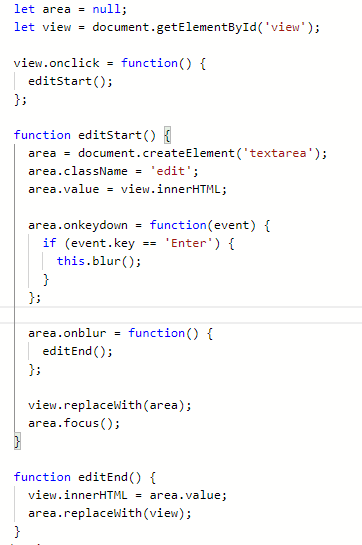 let area = null;
let view = document.getElementById('view');

view.onclick = function() {
  editStart();
};

function editStart() {
  area = document.createElement('textarea');
  area.className = 'edit';
  area.value = view.innerHTML;

  area.onkeydown = function(event) {
    if (event.key == 'Enter') {
      this.blur();
    }
  };

  area.onblur = function() {
    editEnd();
  };

  view.replaceWith(area);
  area.focus();
}

function editEnd() {
  view.innerHTML = area.value;
  area.replaceWith(view);
}